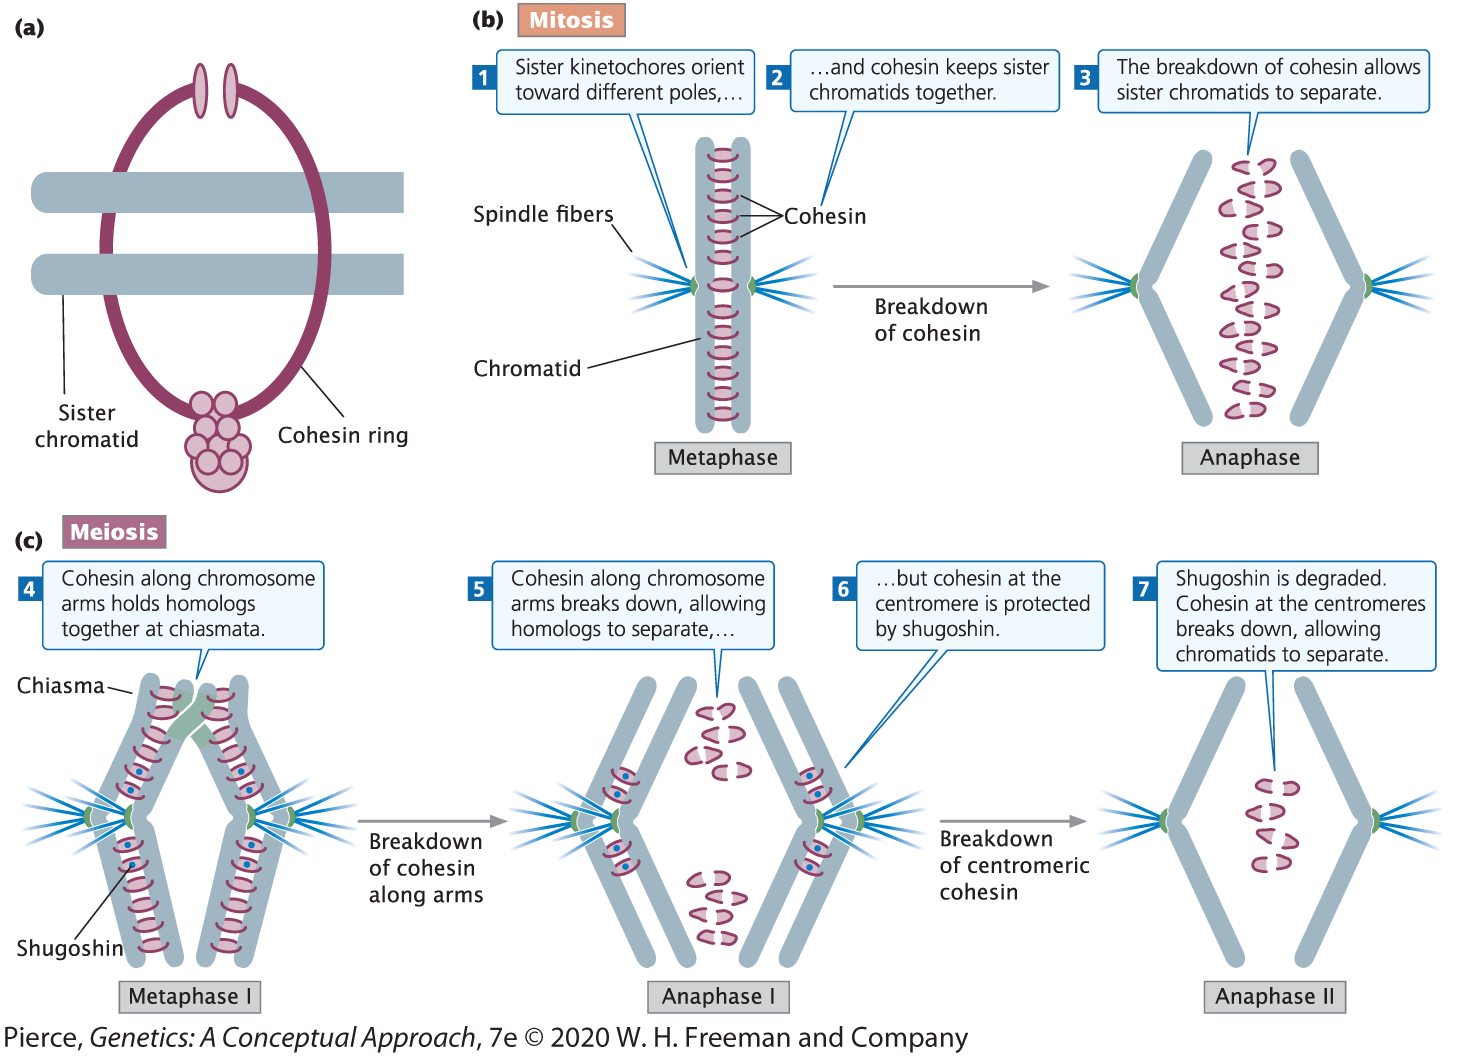 (a)
Sister
chromatid
Cohesin ring
(b)
Mitosis
1
Sister kinetochores orient
toward different poles,…
2
…and cohesin keeps sister
chromatids together.
3
The breakdown of cohesin allows
sister chromatids to separate.
Spindle fibers
Cohesin
Chromatid
Breakdown
of cohesin
Metaphase
Anaphase
(c)
Meiosis
4
Cohesin along chromosome
arms holds homologs
together at chiasmata.
5
Cohesin along chromosome
arms breaks down, allowing
homologs to separate,…
6
…but cohesin at the
centromere is protected
by shugoshin.
7
Shugoshin is degraded.
Cohesin at the centromeres
breaks down, allowing
chromatids to separate.
Chiasma
Shugoshin
Breakdown
of cohesin
along arms
Breakdown
of centromeric
cohesin
Metaphase I
Anaphase I
Anaphase II
Pierce, Genetics: A Conceptual Approach, 7e © 2020 W. H. Freeman and Company